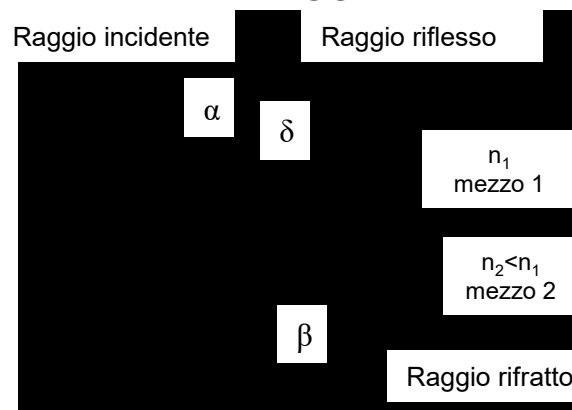 Raggio incidente
Raggio riflesso
α
δ
n₁
mezzo 1
n₂<n₁
mezzo 2
β
Raggio rifratto